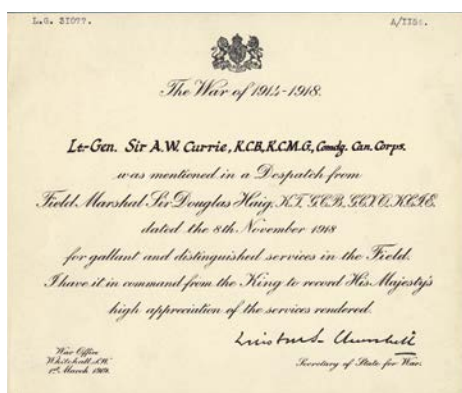 L.G. 31077.
A/1154.
The War of 1914-1918.
Lt-Gen. Sir A.W. Currie, K.C.B., K.C.M.G., Comdg. Can. Corps.
was mentioned in a Despatch from
Field Marshal Sir Douglas Haig, K.T., G.C.B., G.C.V.O., K.C.I.E.
dated the 8th November 1918
for gallant and distinguished services in the Field.
I have it in command from the King to record His Majesty's
high appreciation of the services rendered.
Winston S. Churchill
War Office
Whitehall, S.W.
1st March 1919.
Secretary of State for War.